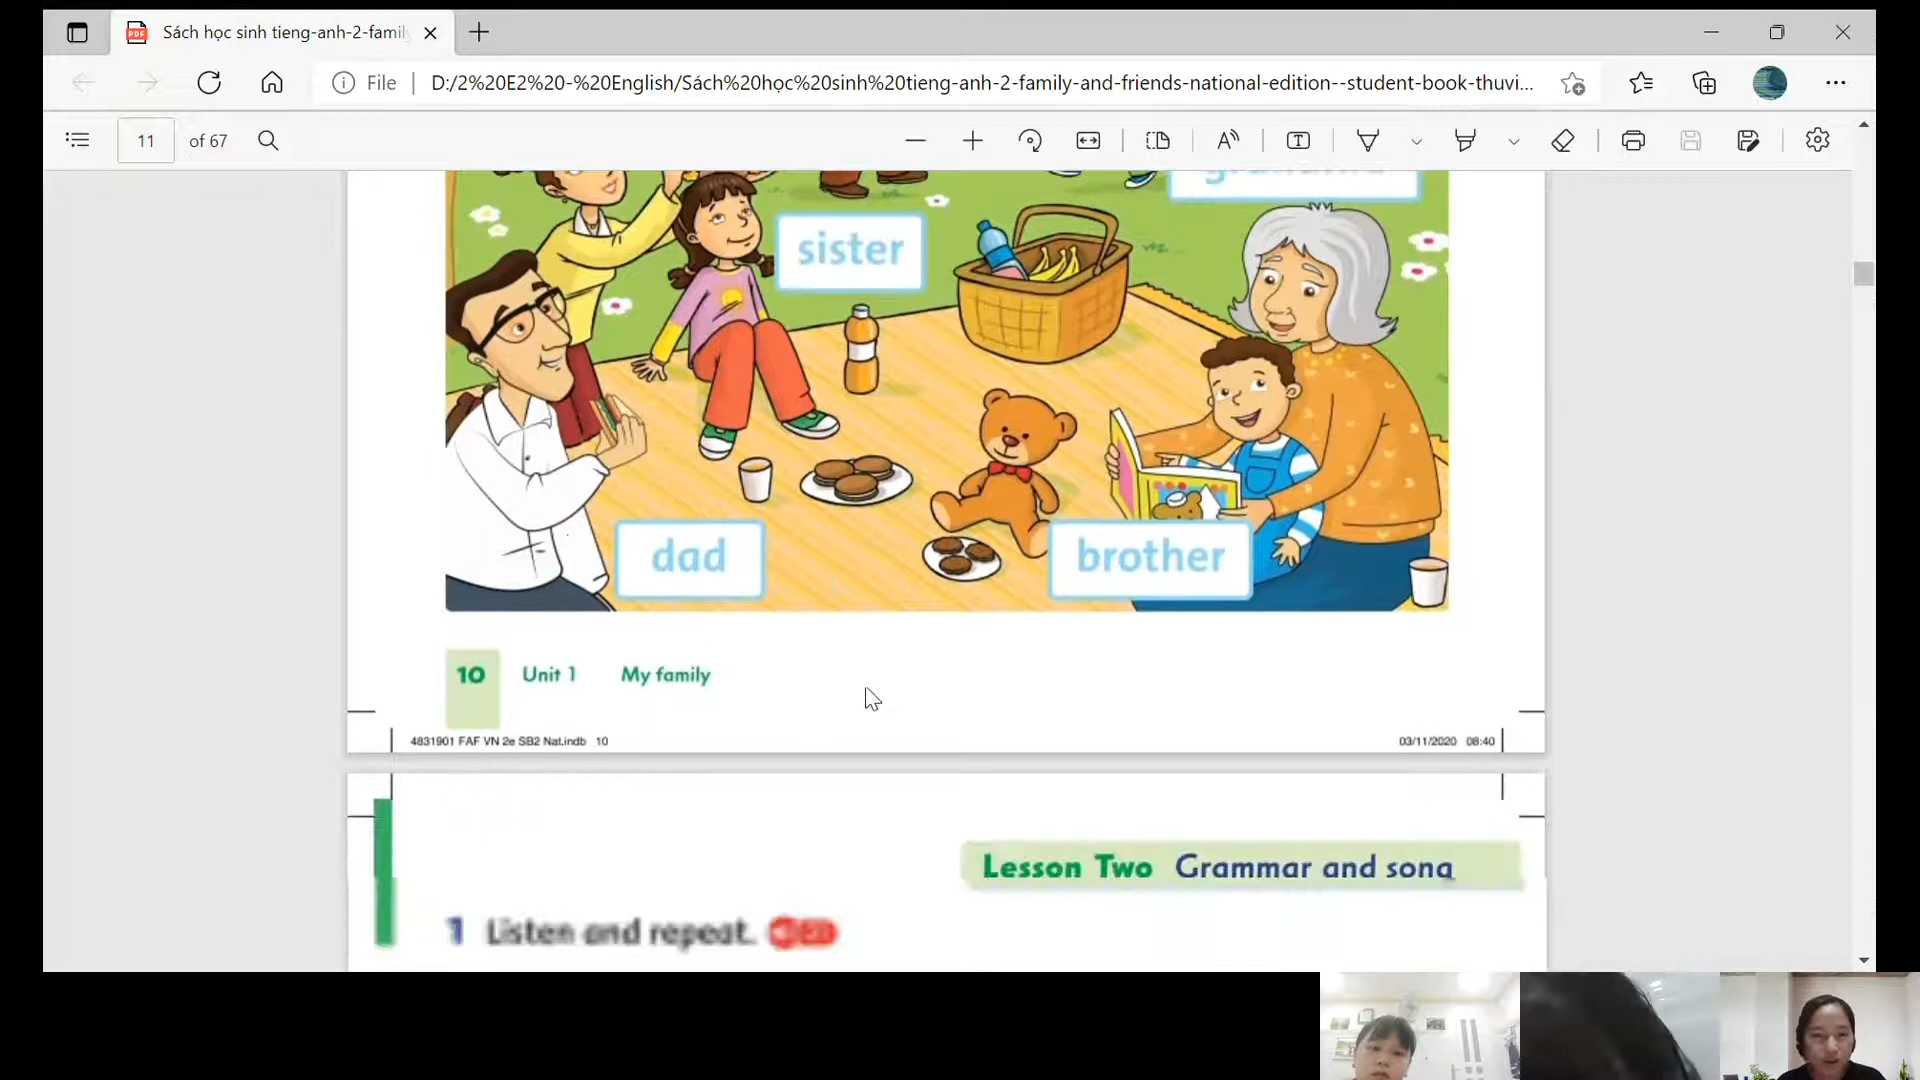 Sách học sinh tieng-anh-2-famil
File
D:/2%20E2%20-%20English/Sách%20học%20sinh%20tieng-anh-2-family-and-friends-national-edition--student-book-thuvi...
11 of 67
grandma
sister
dad
brother
10 Unit 1 My family
4831901 FAF VN 2e SB2 Nat.indb 10
03/11/2020 08:40
Lesson Two Grammar and song
1 Listen and repeat.